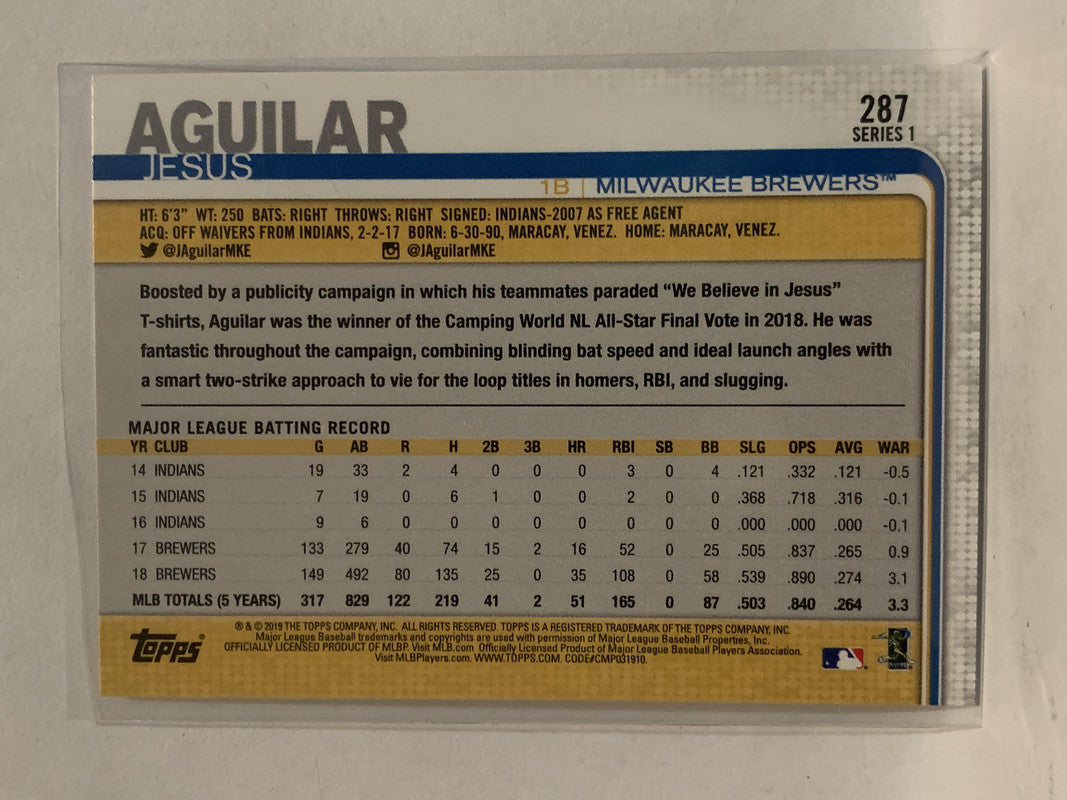 AGUILAR
JESUS
287
SERIES 1
1B | MILWAUKEE BREWERS™
HT: 6'3" WT: 250 BATS: RIGHT THROWS: RIGHT SIGNED: INDIANS-2007 AS FREE AGENT
ACQ: OFF WAIVERS FROM INDIANS, 2-2-17 BORN: 6-30-90, MARACAY, VENEZ. HOME: MARACAY, VENEZ.
@JAguilarMKE @JAguilarMKE
Boosted by a publicity campaign in which his teammates paraded “We Believe in Jesus”
T-shirts, Aguilar was the winner of the Camping World NL All-Star Final Vote in 2018. He was
fantastic throughout the campaign, combining blinding bat speed and ideal launch angles with
a smart two-strike approach to vie for the loop titles in homers, RBI, and slugging.
MAJOR LEAGUE BATTING RECORD
YR CLUB G AB R H 2B 3B HR RBI SB BB SLG OPS AVG WAR
14 INDIANS 19 33 2 4 0 0 0 3 0 4 .121 .332 .121 -0.5
15 INDIANS 7 19 0 6 1 0 0 2 0 0 .368 .718 .316 -0.1
16 INDIANS 9 6 0 0 0 0 0 0 0 0 .000 .000 .000 -0.1
17 BREWERS 133 279 40 74 15 2 16 52 0 25 .505 .837 .265 0.9
18 BREWERS 149 492 80 135 25 0 35 108 0 58 .539 .890 .274 3.1
MLB TOTALS (5 YEARS) 317 829 122 219 41 2 51 165 0 87 .503 .840 .264 3.3
Topps
® & © 2019 THE TOPPS COMPANY, INC. ALL RIGHTS RESERVED. TOPPS IS A REGISTERED TRADEMARK OF THE TOPPS COMPANY, INC.
Major League Baseball trademarks and copyrights are used with permission of Major League Baseball Properties, Inc.
OFFICIALLY LICENSED PRODUCT OF MLBP. Visit MLB.com Officially Licensed Product of Major League Baseball Players Association.
Visit MLBPlayers.com. WWW.TOPPS.COM. CODE#CMP031910.